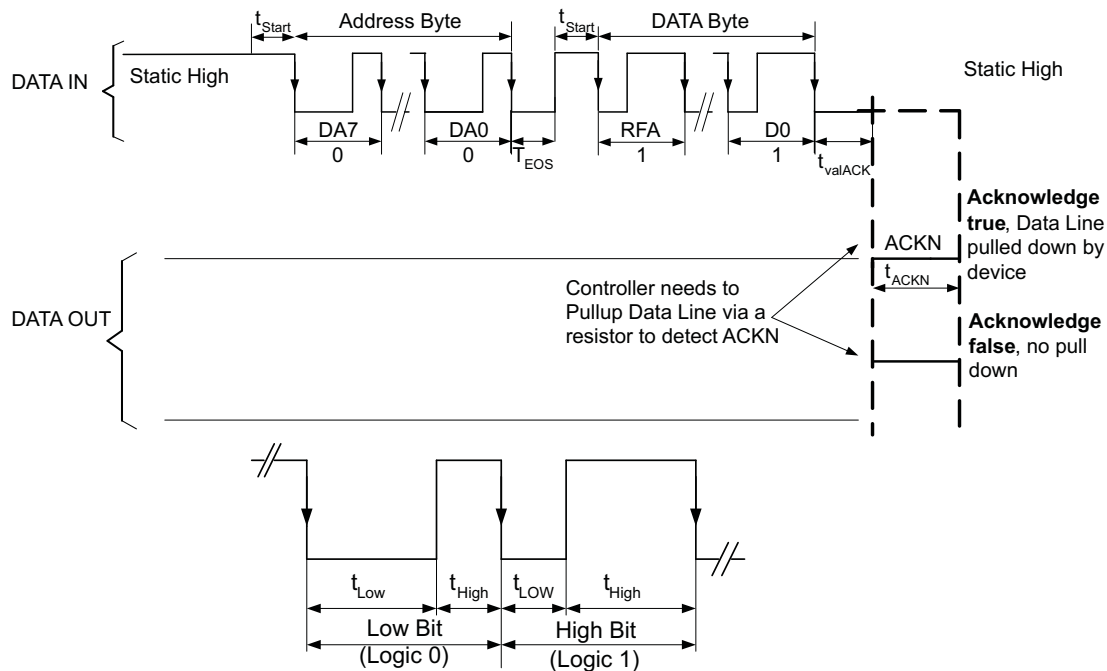 tStart
Address Byte
tStart
DATA Byte
DATA IN
Static High
Static High
DA7
0
DA0
0
TEOS
RFA
1
D0
1
tvalACK
Acknowledge
true, Data Line
pulled down by
device
ACKN
tACKN
Controller needs to
Pullup Data Line via a
resistor to detect ACKN
DATA OUT
Acknowledge
false, no pull
down
tLow
tHigh
tLOW
tHigh
Low Bit
(Logic 0)
High Bit
(Logic 1)